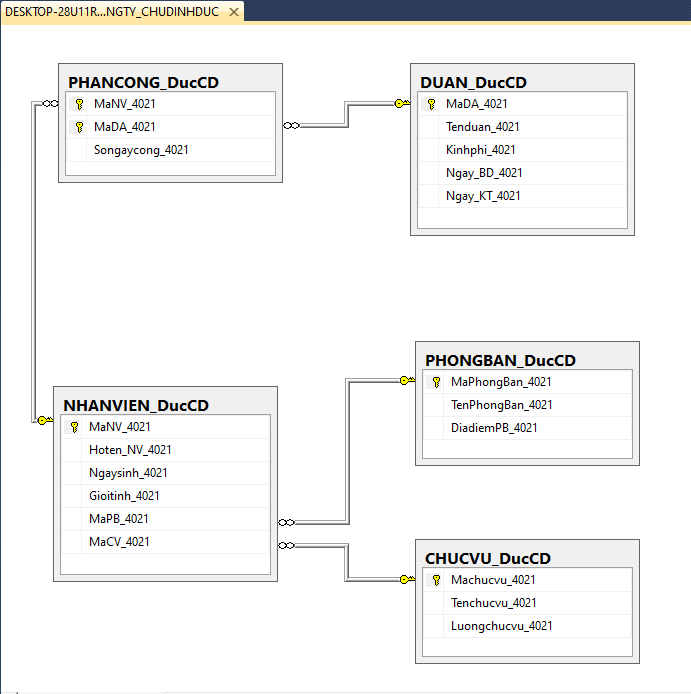 DESKTOP-28U11R...NGTY_CHUDINHDUC
PHANCONG_DucCD
MaNV_4021
MaDA_4021
Songaycong_4021
DUAN_DucCD
MaDA_4021
Tenduan_4021
Kinhphi_4021
Ngay_BD_4021
Ngay_KT_4021
NHANVIEN_DucCD
MaNV_4021
Hoten_NV_4021
Ngaysinh_4021
Gioitinh_4021
MaPB_4021
MaCV_4021
PHONGBAN_DucCD
MaPhongBan_4021
TenPhongBan_4021
DiadiemPB_4021
CHUCVU_DucCD
Machucvu_4021
Tenchucvu_4021
Luongchucvu_4021